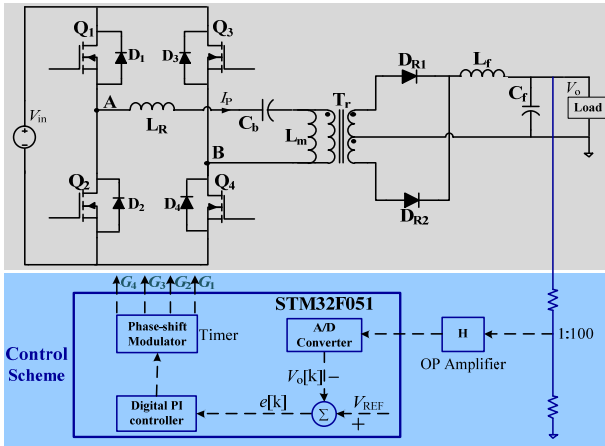 Q1 Q3
D1 D3
DR1 Lf
Vo
A LR IP Cb Lm Tr Cf Load
Vin
B
Q2 Q4
D2 D4
DR2
G4 G3 G2 G1
STM32F051
Phase-shift Modulator
Timer
A/D Converter
H
1:100
OP Amplifier
Control Scheme
Vo[k] −
Digital PI controller
e[k]
Σ
VREF
+